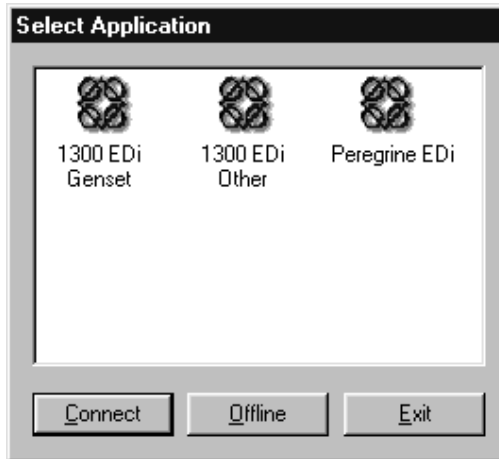 Select Application
1300 EDi
Genset
1300 EDi
Other
Peregrine EDi
Connect
Offline
Exit